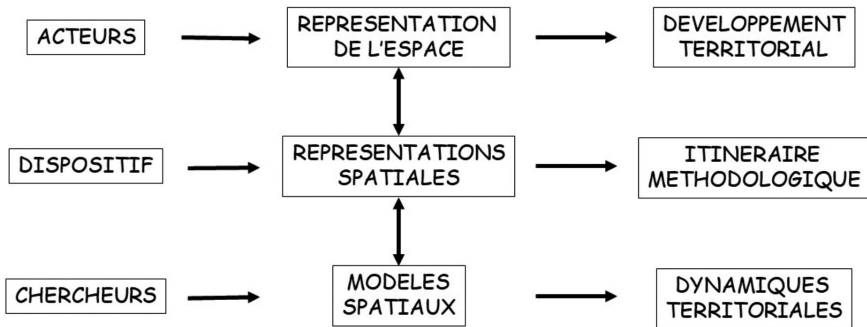 ACTEURS
REPRESENTATION
DE L'ESPACE
DEVELOPPEMENT
TERRITORIAL
DISPOSITIF
REPRESENTATIONS
SPATIALES
ITINERAIRE
METHODOLOGIQUE
CHERCHEURS
MODELES
SPATIAUX
DYNAMIQUES
TERRITORIALES